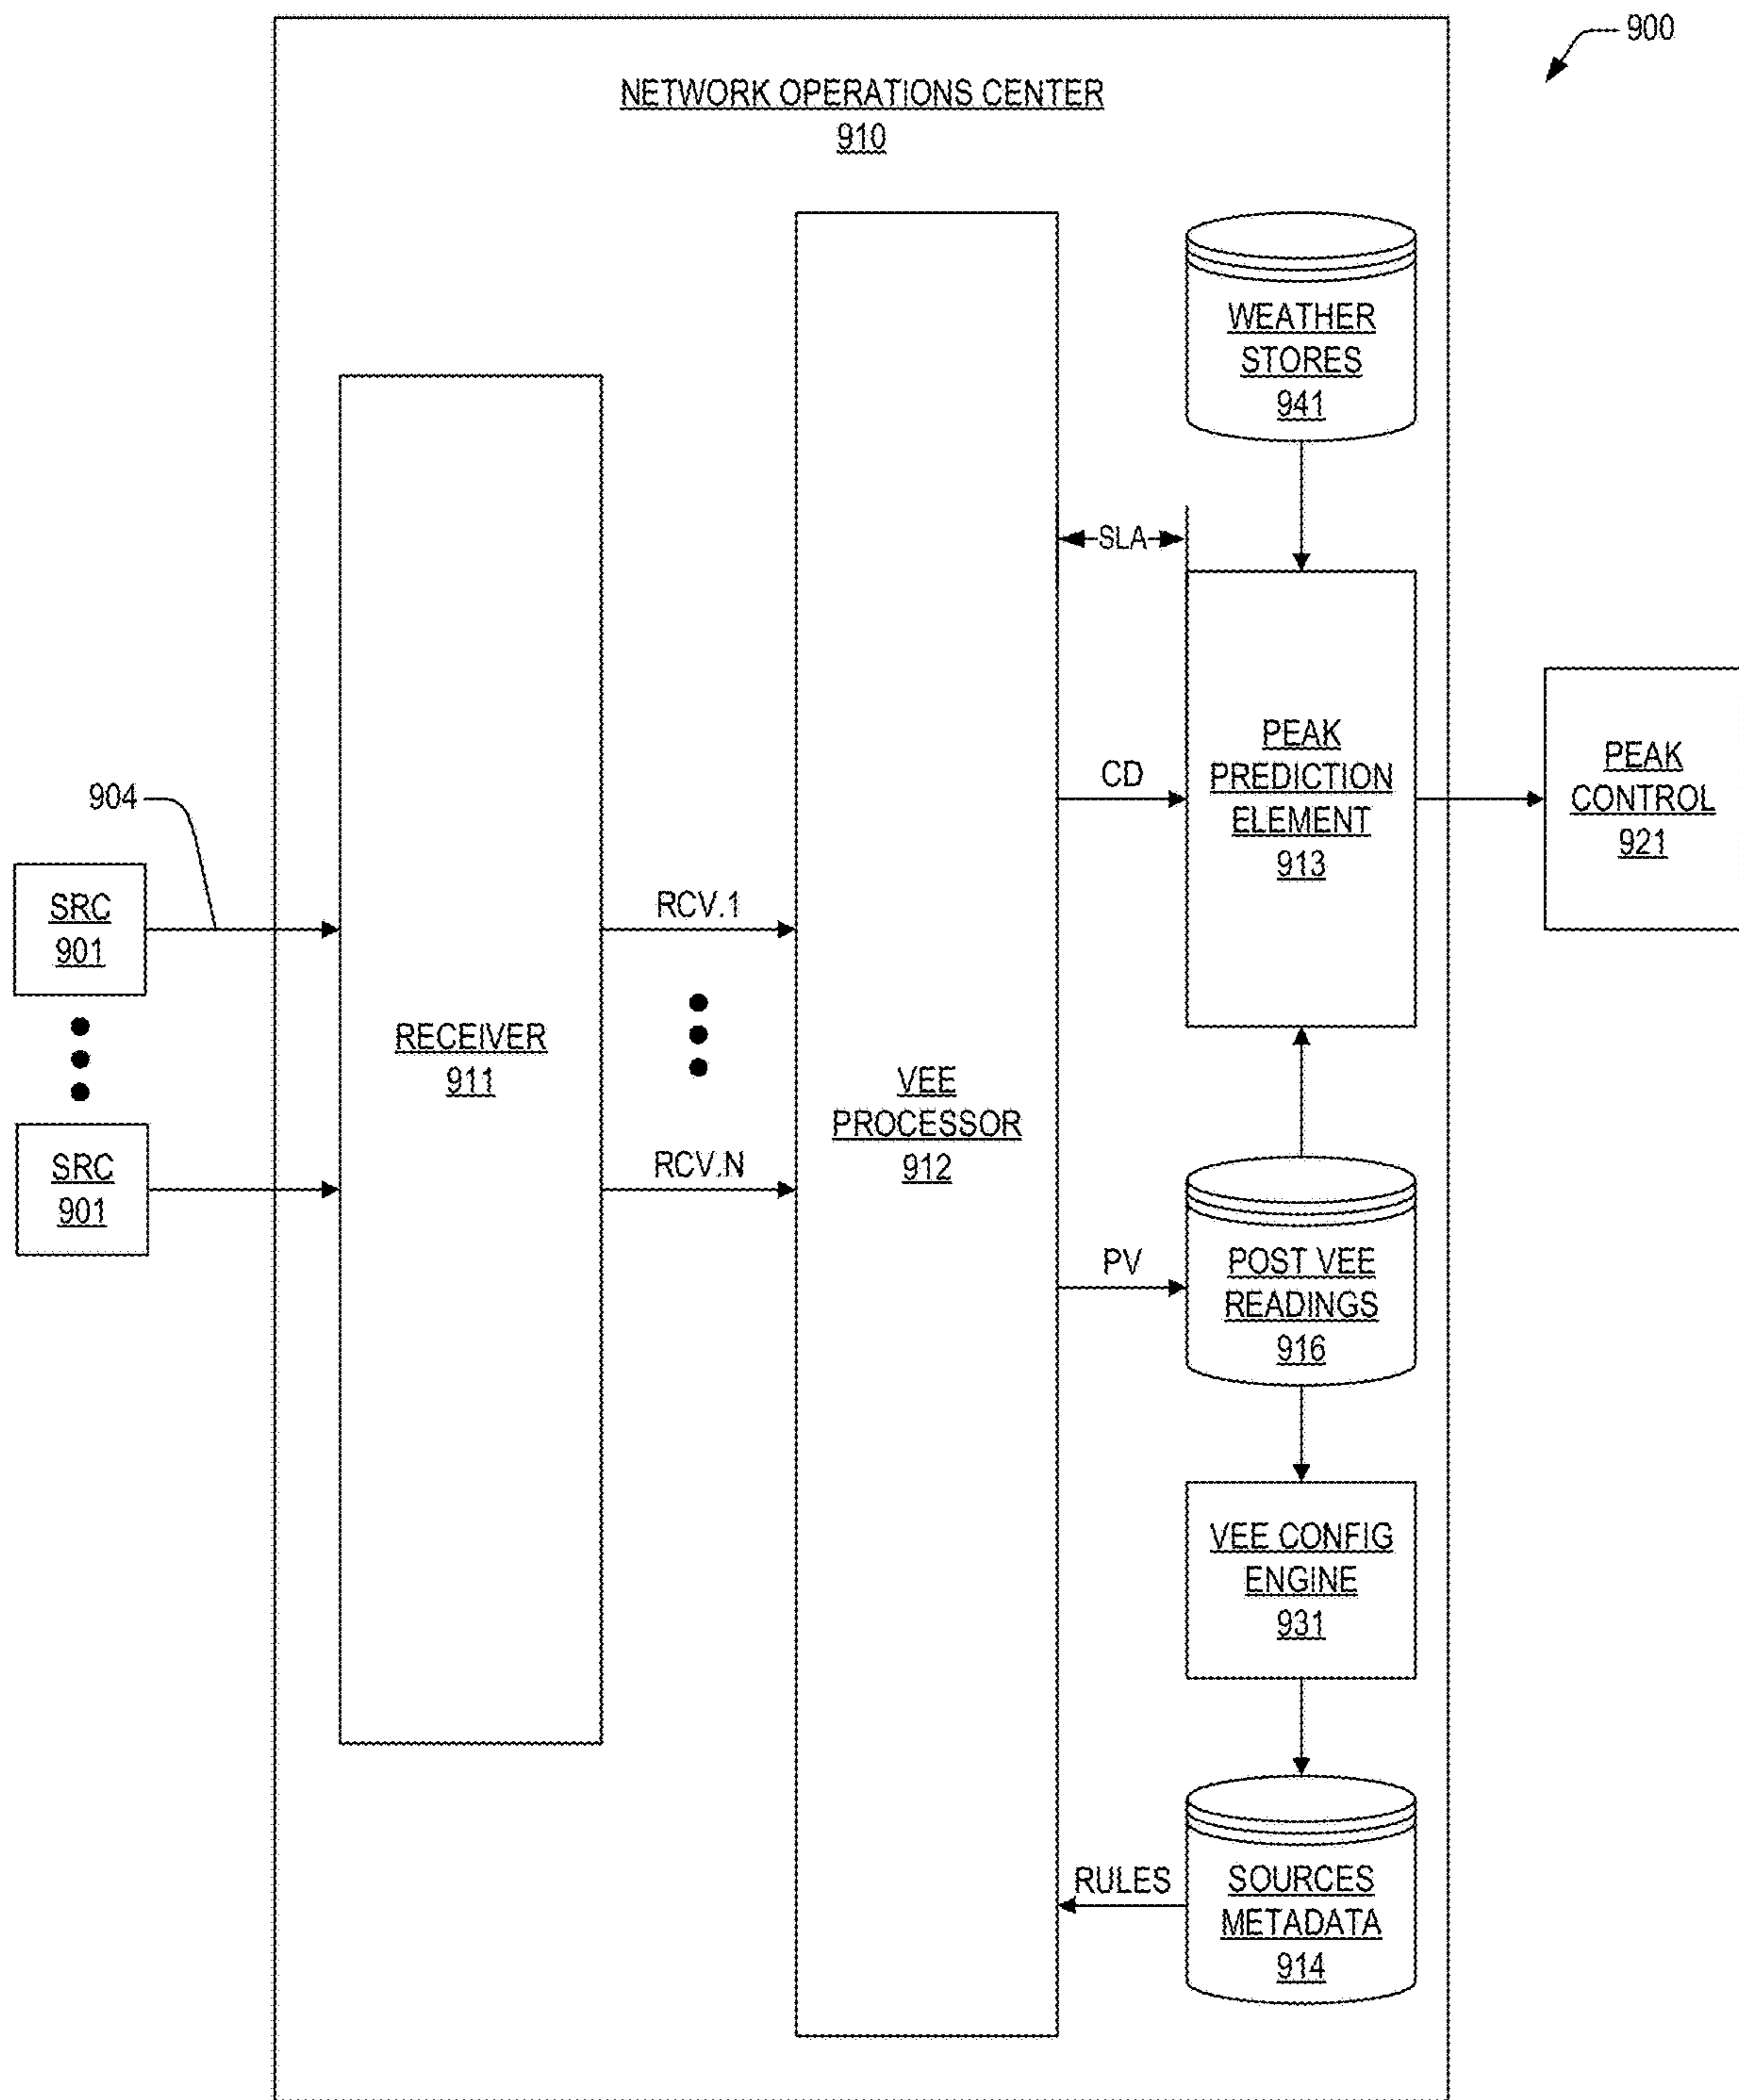 900
NETWORK OPERATIONS CENTER
910
WEATHER
STORES
941
SLA
PEAK
PREDICTION
ELEMENT
913
CD
PEAK
CONTROL
921
904
SRC
901
RCV.1
RECEIVER
911
VEE
PROCESSOR
912
SRC
901
RCV.N
PV
POST VEE
READINGS
916
VEE CONFIG
ENGINE
931
RULES
SOURCES
METADATA
914